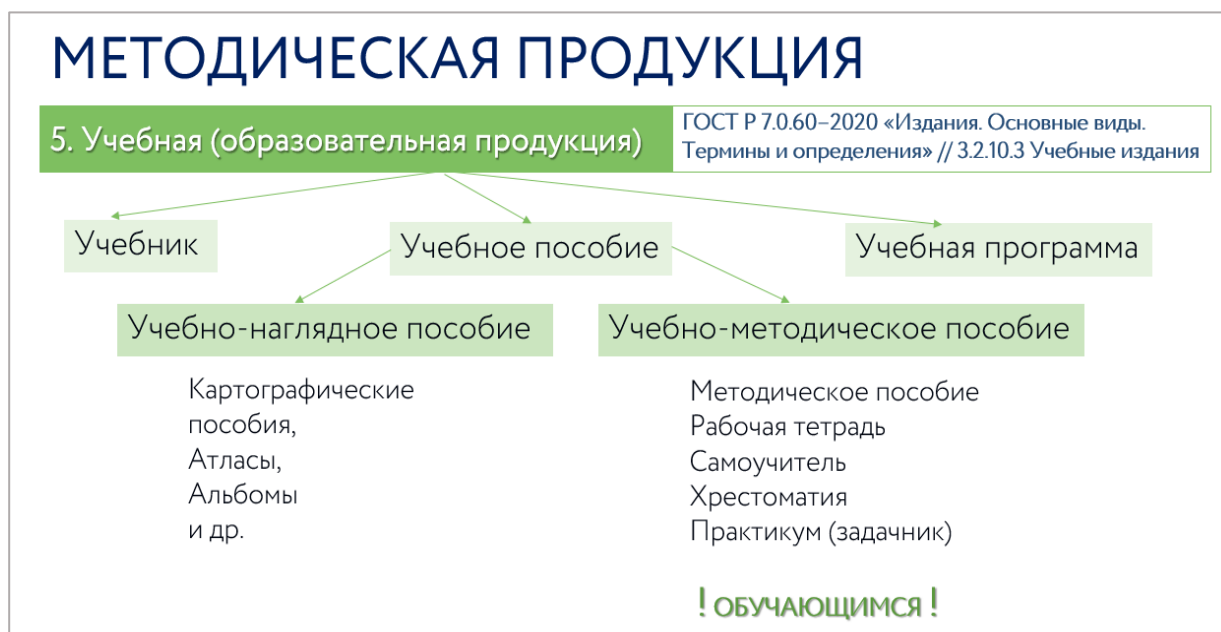 МЕТОДИЧЕСКАЯ ПРОДУКЦИЯ
5. Учебная (образовательная продукция)
ГОСТ Р 7.0.60–2020 «Издания. Основные виды.
Термины и определения» // 3.2.10.3 Учебные издания
Учебник
Учебное пособие
Учебная программа
Учебно-наглядное пособие
Учебно-методическое пособие
Картографические
пособия,
Атласы,
Альбомы
и др.
Методическое пособие
Рабочая тетрадь
Самоучитель
Хрестоматия
Практикум (задачник)
! ОБУЧАЮЩИМСЯ !